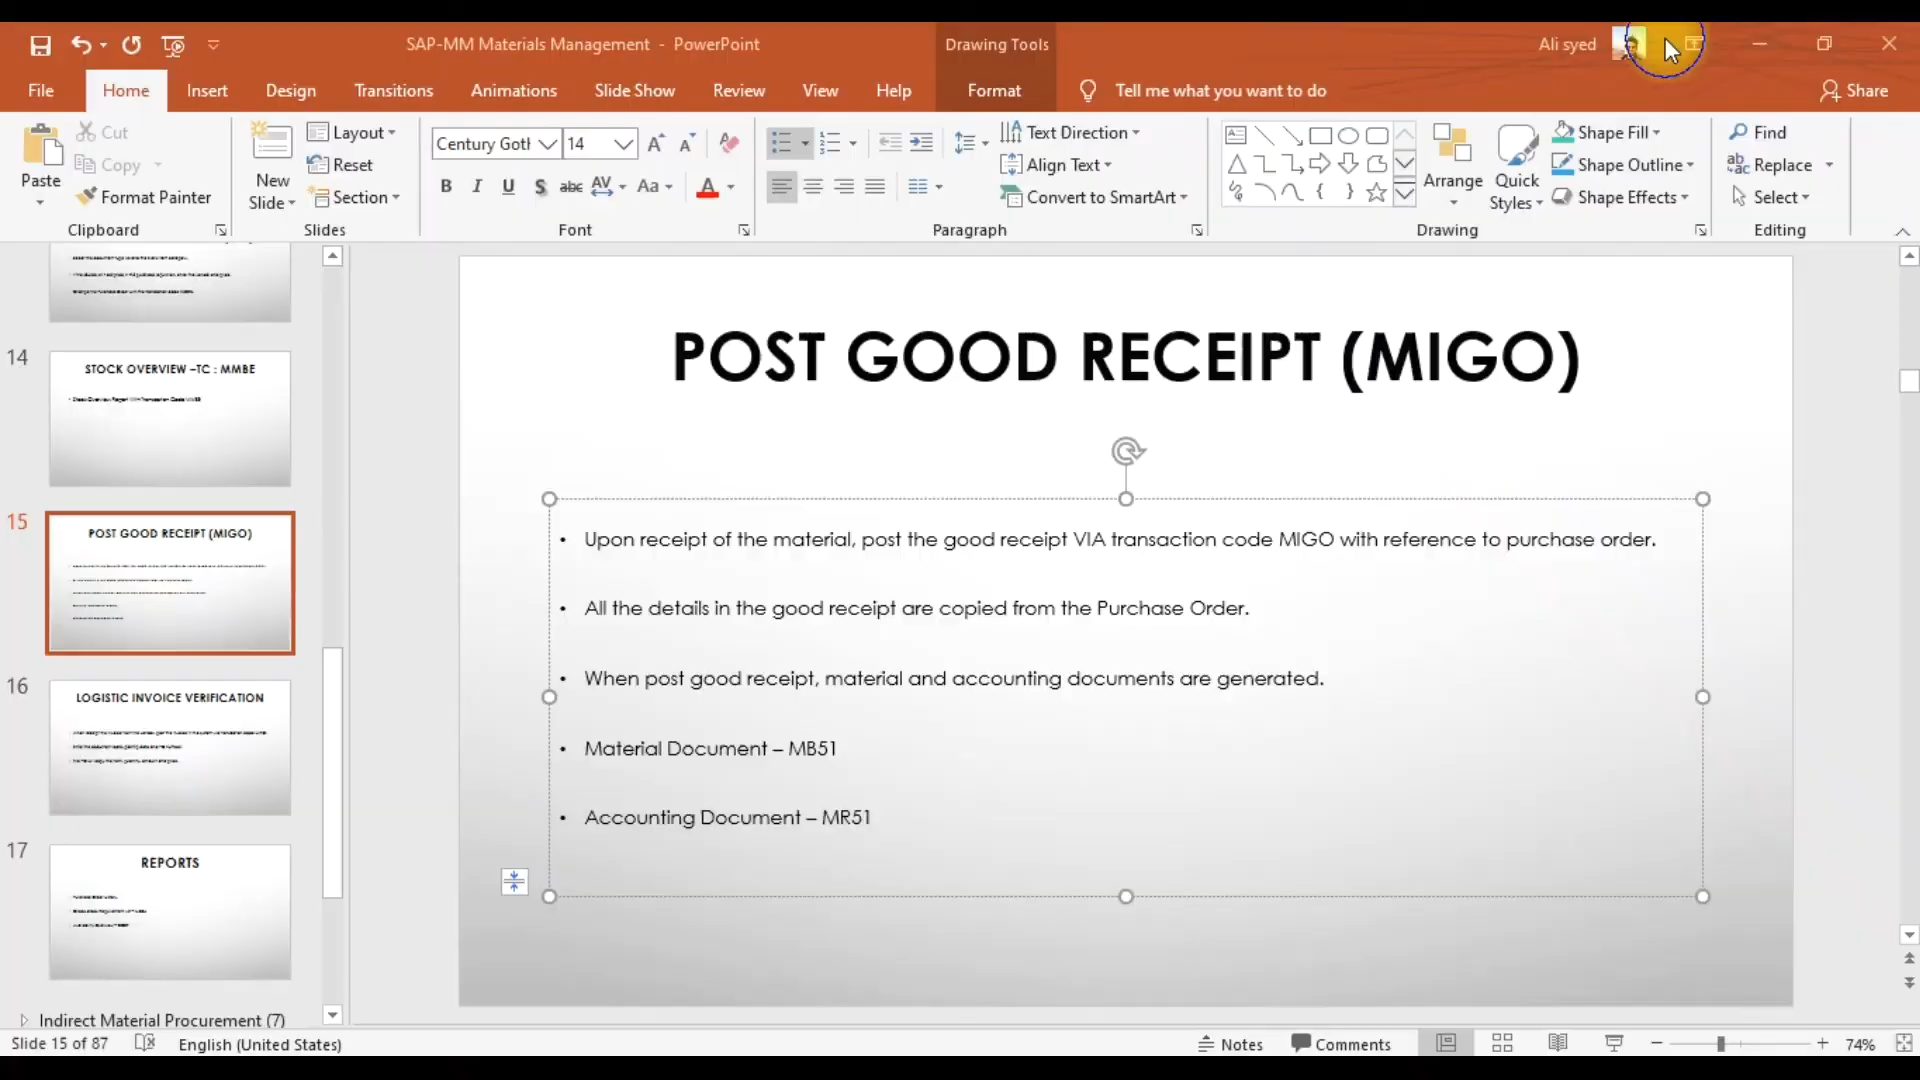 SAP-MM Materials Management - PowerPoint
Drawing Tools
Ali syed
File Home Insert Design Transitions Animations Slide Show Review View Help Format Tell me what you want to do Share
Paste
Cut
Copy
Format Painter
Clipboard
New Slide
Layout
Reset
Section
Slides
Century Goth 14
B I U S abc AV Aa A
Font
Text Direction
Align Text
Convert to SmartArt
Paragraph
Arrange
Quick Styles
Shape Fill
Shape Outline
Shape Effects
Drawing
Find
Replace
Select
Editing
14
STOCK OVERVIEW –TC : MMBE
15
POST GOOD RECEIPT (MIGO)
16
LOGISTIC INVOICE VERIFICATION
17
REPORTS
Indirect Material Procurement (7)
POST GOOD RECEIPT (MIGO)
• Upon receipt of the material, post the good receipt VIA transaction code MIGO with reference to purchase order.
• All the details in the good receipt are copied from the Purchase Order.
• When post good receipt, material and accounting documents are generated.
• Material Document – MB51
• Accounting Document – MR51
Slide 15 of 87 English (United States) Notes Comments 74%